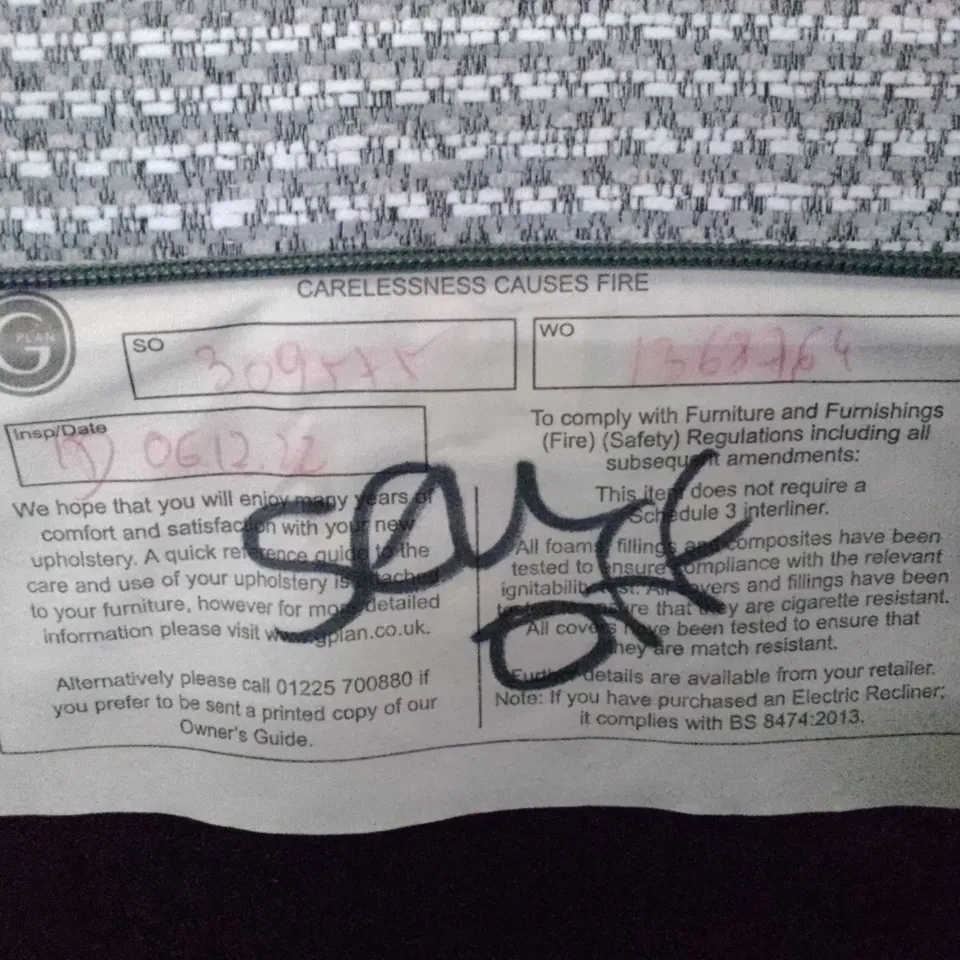 CARELESSNESS CAUSES FIRE
G PLAN
SO 309575
WO 1368764
Insp/Date 06.12.22
We hope that you will enjoy many years of
comfort and satisfaction with your new
upholstery. A quick reference guide to the
care and use of your upholstery is attached
to your furniture, however for more detailed
information please visit www.gplan.co.uk.
Alternatively please call 01225 700880 if
you prefer to be sent a printed copy of our
Owner's Guide.
To comply with Furniture and Furnishings
(Fire) (Safety) Regulations including all
subsequent amendments:
This item does not require a
Schedule 3 interliner.
All foams, fillings and composites have been
tested to ensure compliance with the relevant
ignitability test. All covers and fillings have been
tested to ensure that they are cigarette resistant.
All covers have been tested to ensure that
they are match resistant.
Further details are available from your retailer.
Note: If you have purchased an Electric Recliner;
it complies with BS 8474:2013.